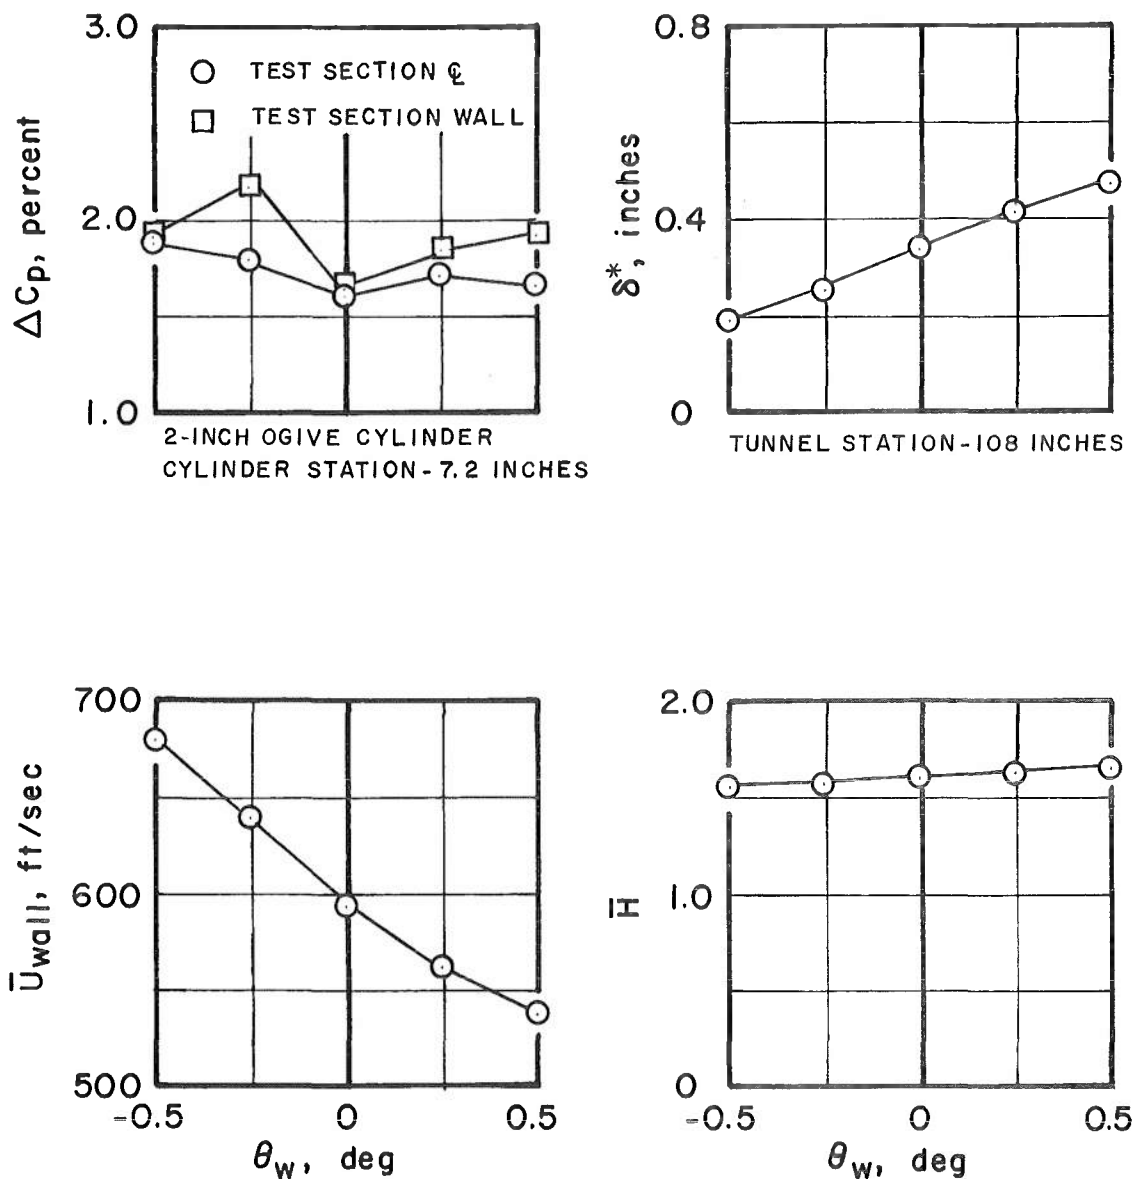 3.0
TEST SECTION ℄
TEST SECTION WALL
2.0
1.0
ΔCp, percent
2-INCH OGIVE CYLINDER
CYLINDER STATION - 7.2 INCHES
0.8
0.4
0
δ*, inches
TUNNEL STATION - 108 INCHES
700
600
500
U̅wall, ft/sec
-0.5 0 0.5
θw, deg
2.0
1.0
0
H̅
-0.5 0 0.5
θw, deg